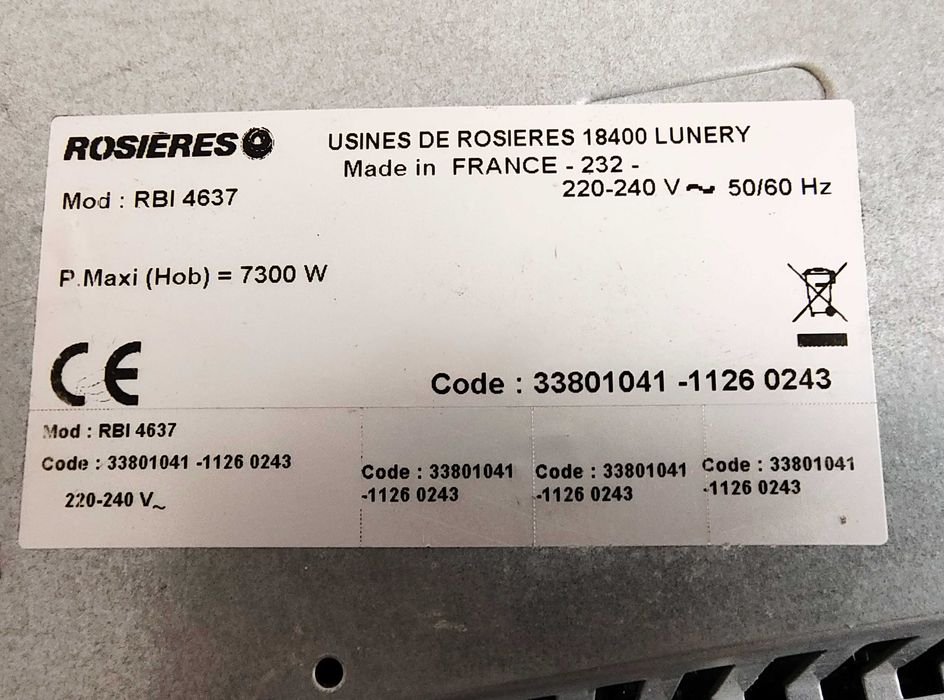 ROSIÈRES
USINES DE ROSIERES 18400 LUNERY
Made in FRANCE - 232 -
Mod : RBI 4637
220-240 V ~ 50/60 Hz
P.Maxi (Hob) = 7300 W
CE
Code : 33801041 -1126 0243
Mod : RBI 4637
Code : 33801041 -1126 0243
220-240 V~
Code : 33801041
-1126 0243
Code : 33801041
-1126 0243
Code : 33801041
-1126 0243